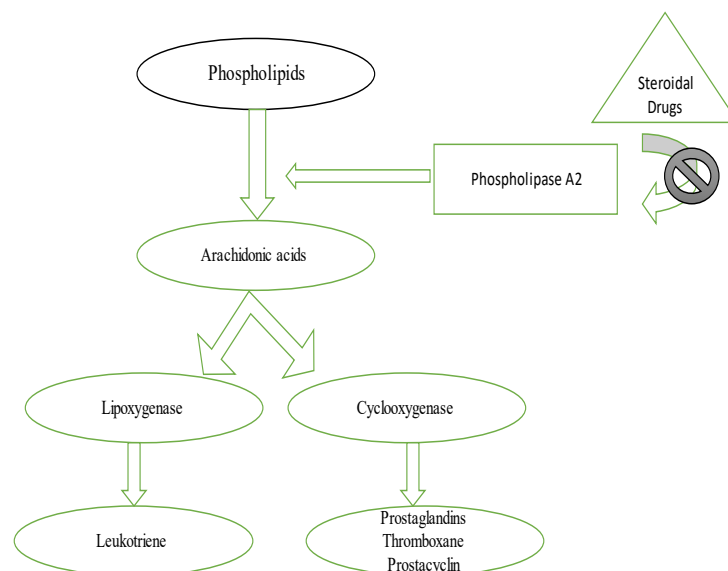 Phospholipids
Steroidal
Drugs
Phospholipase A2
Arachidonic acids
Lipoxygenase
Cyclooxygenase
Leukotriene
Prostaglandins
Thromboxane
Prostacyclin